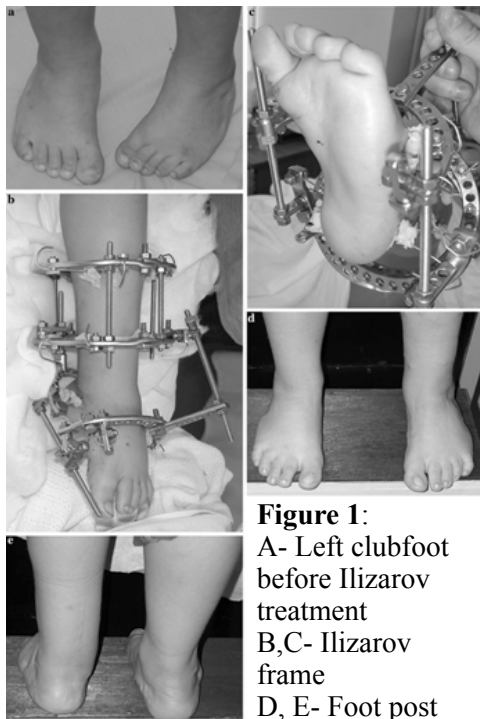 a
c
b
d
e
Figure 1:
A- Left clubfoot
before Ilizarov
treatment
B,C- Ilizarov
frame
D, E- Foot post